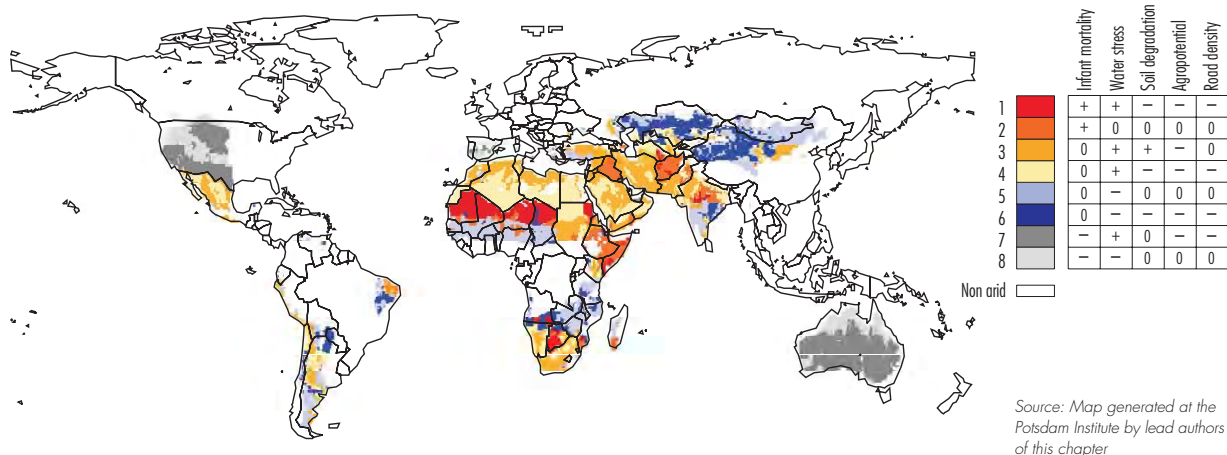 Infant mortality
Water stress
Soil degradation
Agropotential
Road density
1 + + – – –
2 + 0 0 0 0
3 0 + + – 0
4 0 + – – –
5 0 – 0 0 0
6 0 – – – –
7 – + 0 – –
8 – – 0 0 0
Non arid
Source: Map generated at the
Potsdam Institute by lead authors
of this chapter